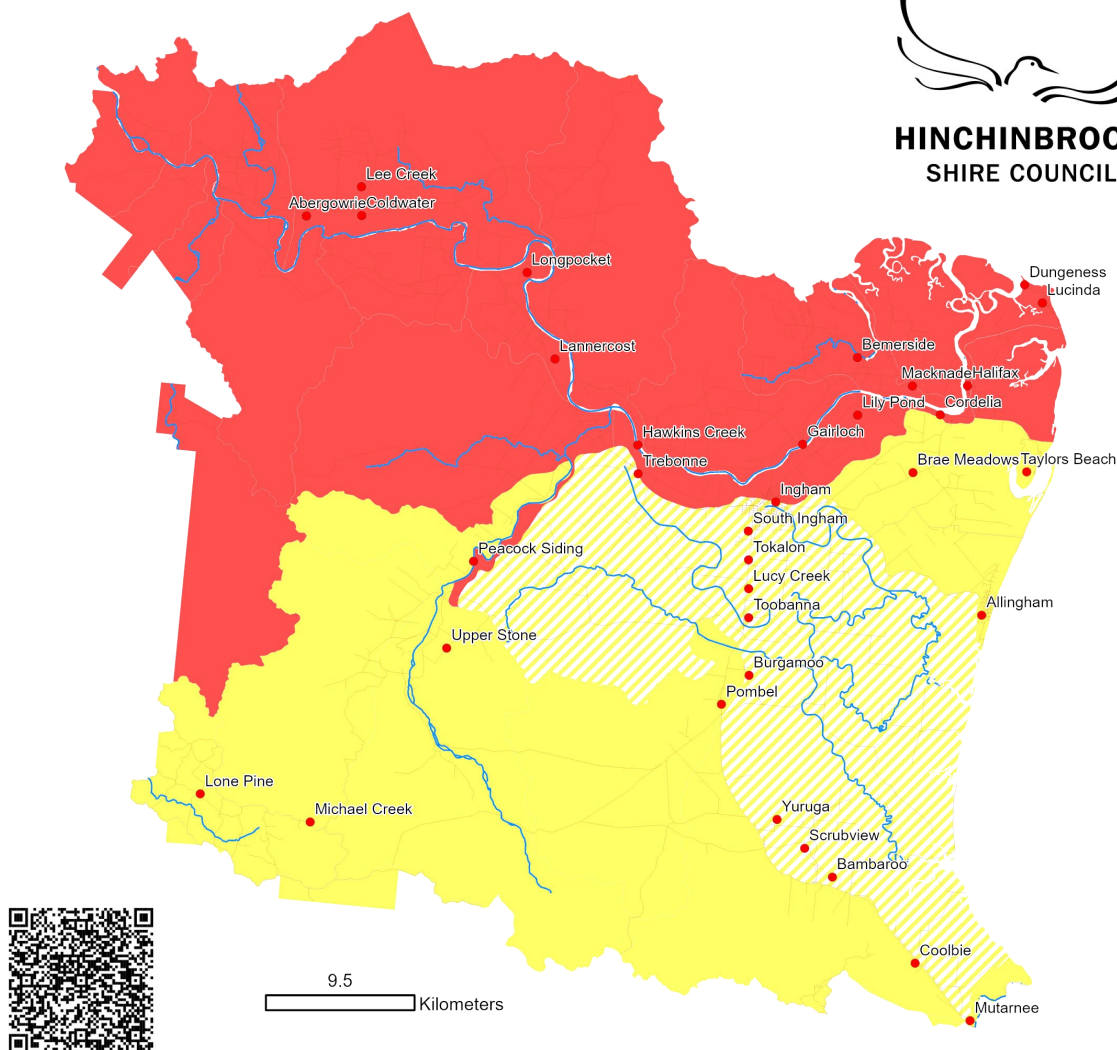 HINCHINBROO
SHIRE COUNCIL
Lee Creek
Abergowrie
Coldwater
Longpocket
Dungeness
Lucinda
Lannercost
Bemerside
Macknade
Halifax
Lily Pond
Cordelia
Hawkins Creek
Gairloch
Trebonne
Brae Meadows
Taylors Beach
Ingham
South Ingham
Peacock Siding
Tokalon
Lucy Creek
Toobanna
Allingham
Upper Stone
Burgamoo
Pombel
Lone Pine
Michael Creek
Yuruga
Scrubview
Bambaroo
Coolbie
9.5
Kilometers
Mutarnee